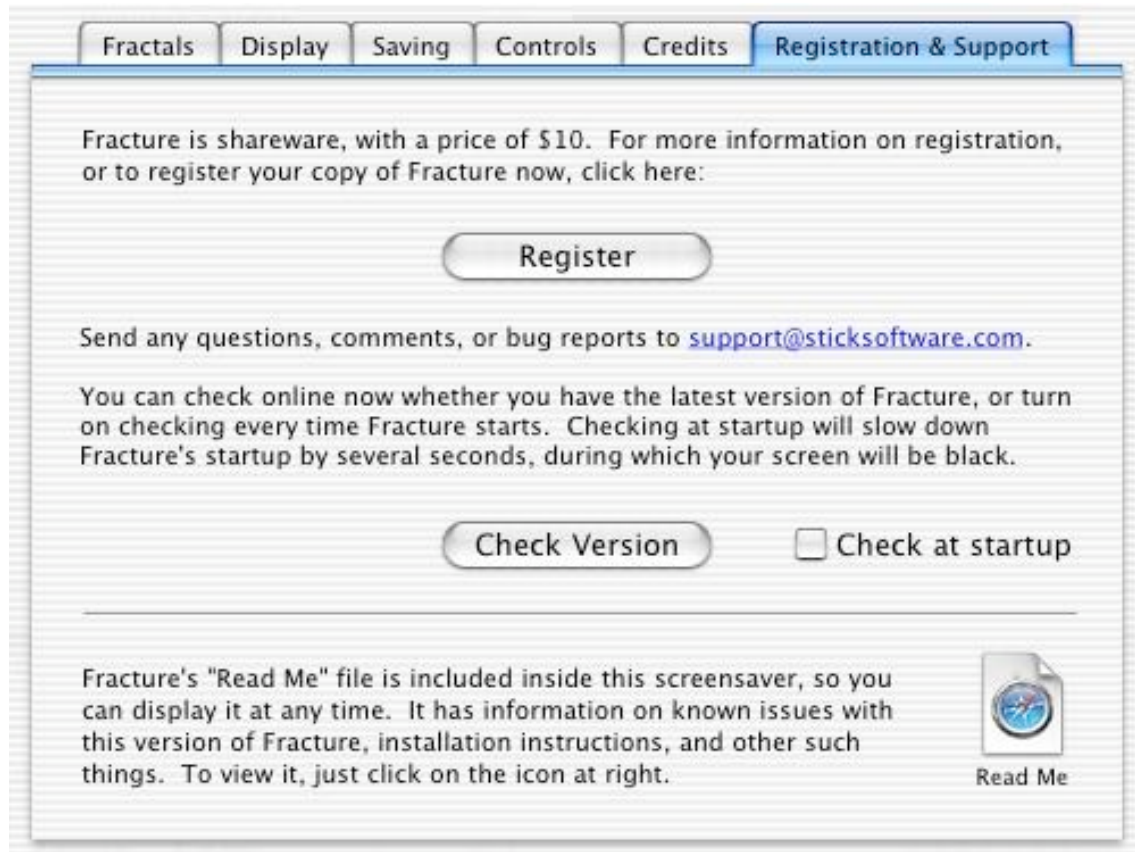 Fractals Display Saving Controls Credits Registration & Support
Fracture is shareware, with a price of $10.  For more information on registration,
or to register your copy of Fracture now, click here:
Register
Send any questions, comments, or bug reports to support@sticksoftware.com.
You can check online now whether you have the latest version of Fracture, or turn
on checking every time Fracture starts.  Checking at startup will slow down
Fracture's startup by several seconds, during which your screen will be black.
Check Version Check at startup
Fracture's "Read Me" file is included inside this screensaver, so you
can display it at any time.  It has information on known issues with
this version of Fracture, installation instructions, and other such
things.  To view it, just click on the icon at right.
Read Me